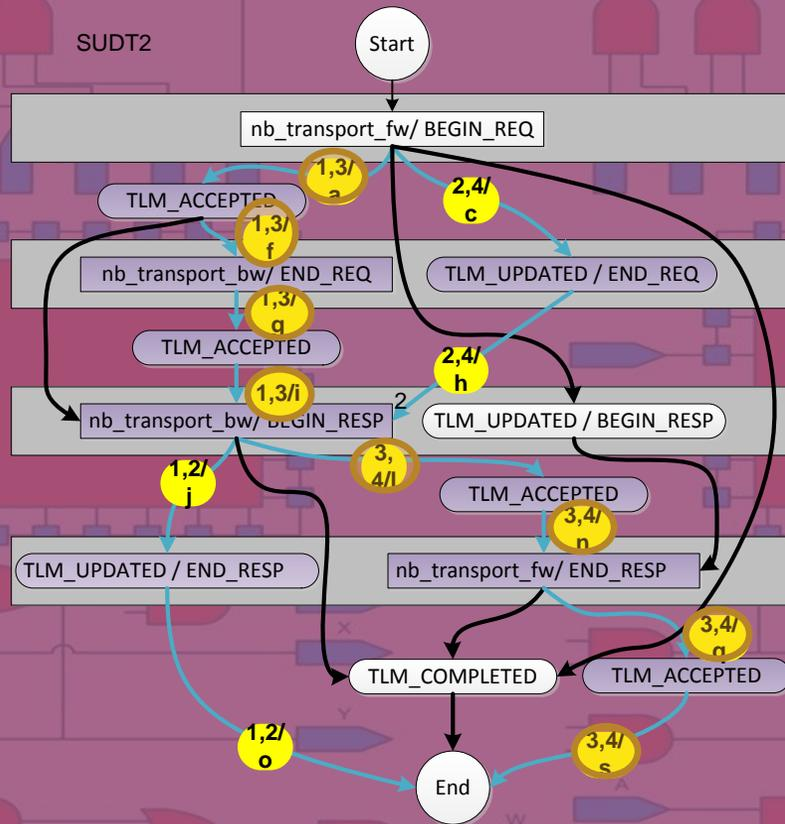 SUDT2
Start
nb_transport_fw/ BEGIN_REQ
1,3/
a
2,4/
c
TLM_ACCEPTED
1,3/
f
nb_transport_bw/ END_REQ
TLM_UPDATED / END_REQ
1,3/
g
TLM_ACCEPTED
2,4/
h
1,3/i
2
nb_transport_bw/ BEGIN_RESP
TLM_UPDATED / BEGIN_RESP
3,
4/l
1,2/
j
TLM_ACCEPTED
3,4/
n
TLM_UPDATED / END_RESP
nb_transport_fw/ END_RESP
X
3,4/
q
TLM_COMPLETED
TLM_ACCEPTED
Y
1,2/
o
3,4/
s
End
A
W